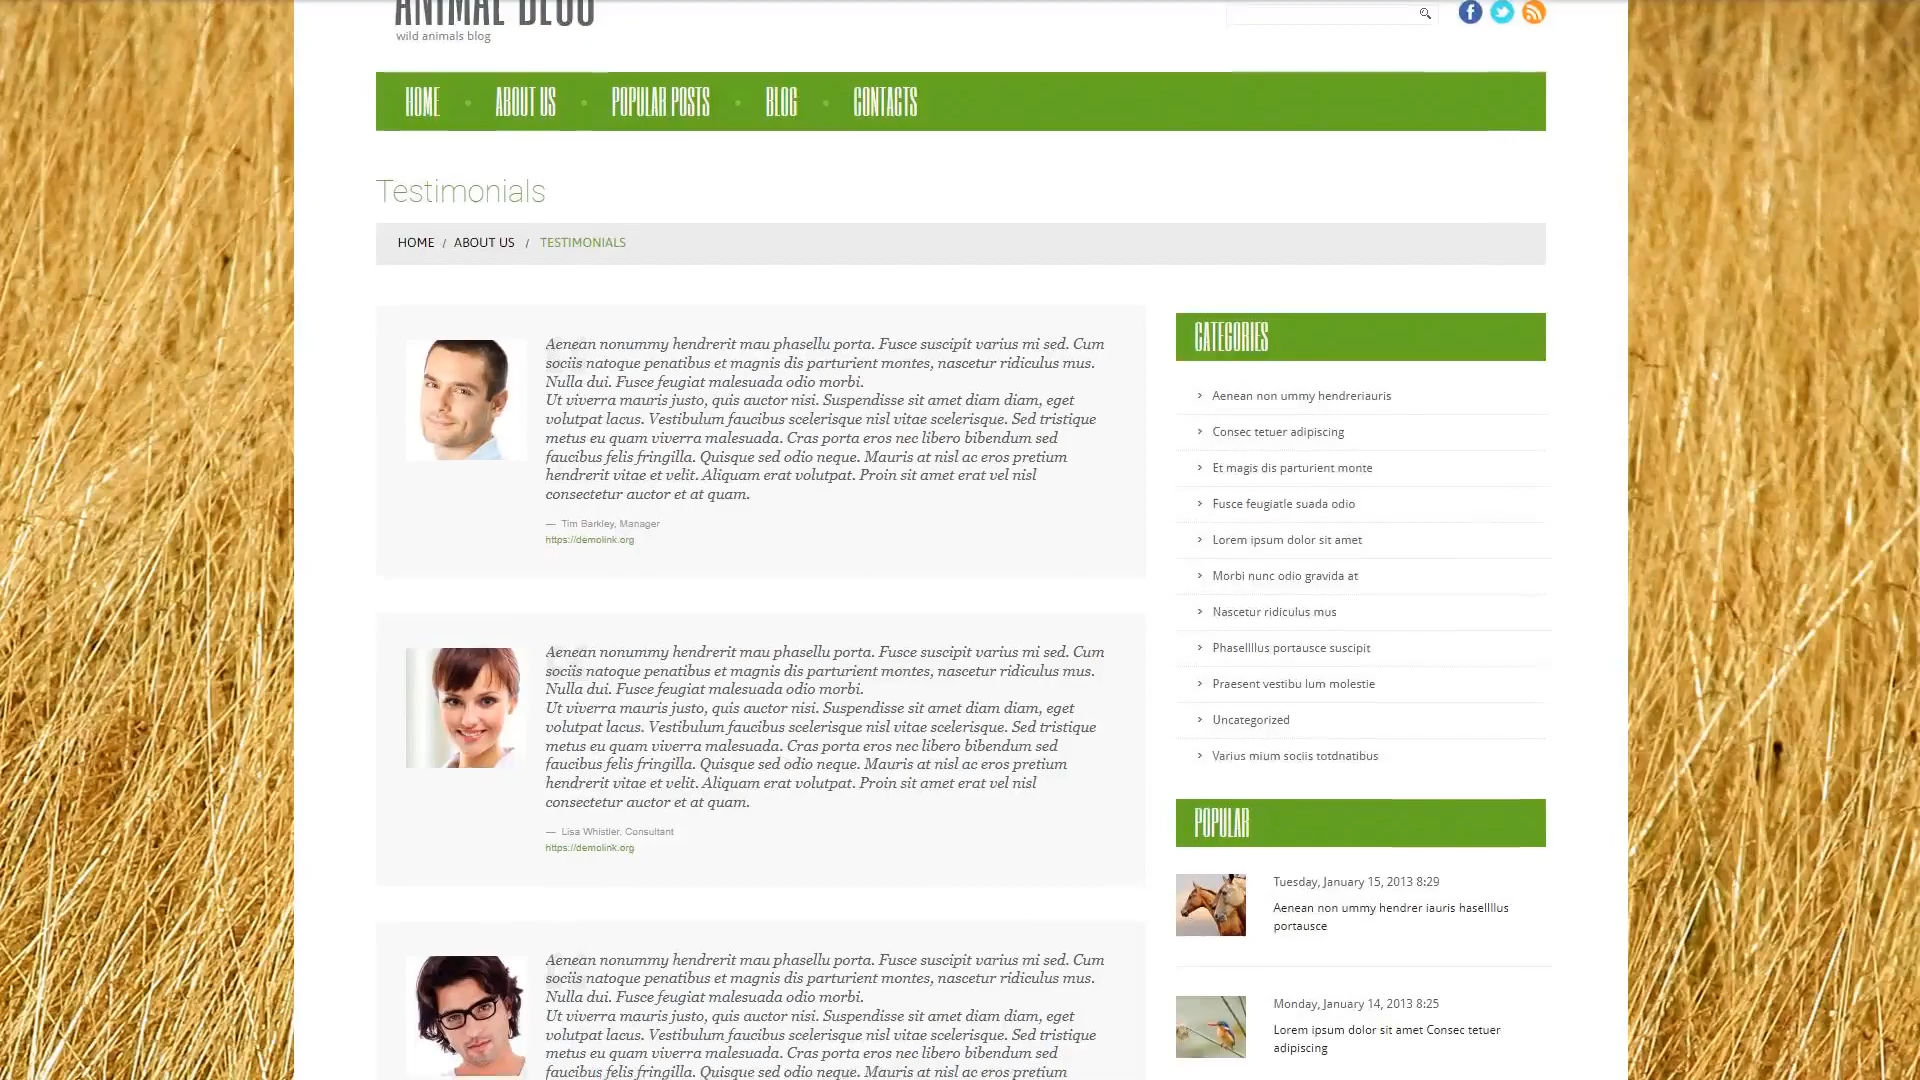 ANIMAL BLOG
wild animals blog
HOME
ABOUT US
POPULAR POSTS
BLOG
CONTACTS
Testimonials
HOME / ABOUT US / TESTIMONIALS
Aenean nonummy hendrerit mau phasellu porta. Fusce suscipit varius mi sed. Cum
sociis natoque penatibus et magnis dis parturient montes, nascetur ridiculus mus.
Nulla dui. Fusce feugiat malesuada odio morbi.
Ut viverra mauris justo, quis auctor nisi. Suspendisse sit amet diam diam, eget
volutpat lacus. Vestibulum faucibus scelerisque nisl vitae scelerisque. Sed tristique
metus eu quam viverra malesuada. Cras porta eros nec libero bibendum sed
faucibus felis fringilla. Quisque sed odio neque. Mauris at nisl ac eros pretium
hendrerit vitae et velit. Aliquam erat volutpat. Proin sit amet erat vel nisl
consectetur auctor et at quam.
— Tim Barkley, Manager
https://demolink.org
Aenean nonummy hendrerit mau phasellu porta. Fusce suscipit varius mi sed. Cum
sociis natoque penatibus et magnis dis parturient montes, nascetur ridiculus mus.
Nulla dui. Fusce feugiat malesuada odio morbi.
Ut viverra mauris justo, quis auctor nisi. Suspendisse sit amet diam diam, eget
volutpat lacus. Vestibulum faucibus scelerisque nisl vitae scelerisque. Sed tristique
metus eu quam viverra malesuada. Cras porta eros nec libero bibendum sed
faucibus felis fringilla. Quisque sed odio neque. Mauris at nisl ac eros pretium
hendrerit vitae et velit. Aliquam erat volutpat. Proin sit amet erat vel nisl
consectetur auctor et at quam.
— Lisa Whistler, Consultant
https://demolink.org
Aenean nonummy hendrerit mau phasellu porta. Fusce suscipit varius mi sed. Cum
sociis natoque penatibus et magnis dis parturient montes, nascetur ridiculus mus.
Nulla dui. Fusce feugiat malesuada odio morbi.
Ut viverra mauris justo, quis auctor nisi. Suspendisse sit amet diam diam, eget
volutpat lacus. Vestibulum faucibus scelerisque nisl vitae scelerisque. Sed tristique
metus eu quam viverra malesuada. Cras porta eros nec libero bibendum sed
faucibus felis fringilla. Quisque sed odio neque. Mauris at nisl ac eros pretium
CATEGORIES
Aenean non ummy hendreriauris
Consec tetuer adipiscing
Et magis dis parturient monte
Fusce feugiatle suada odio
Lorem ipsum dolor sit amet
Morbi nunc odio gravida at
Nascetur ridiculus mus
Phasellllus portausce suscipit
Praesent vestibu lum molestie
Uncategorized
Varius mium sociis totdnatibus
POPULAR
Tuesday, January 15, 2013 8:29
Aenean non ummy hendrer iauris hasellllus
portausce
Monday, January 14, 2013 8:25
Lorem ipsum dolor sit amet Consec tetuer
adipiscing